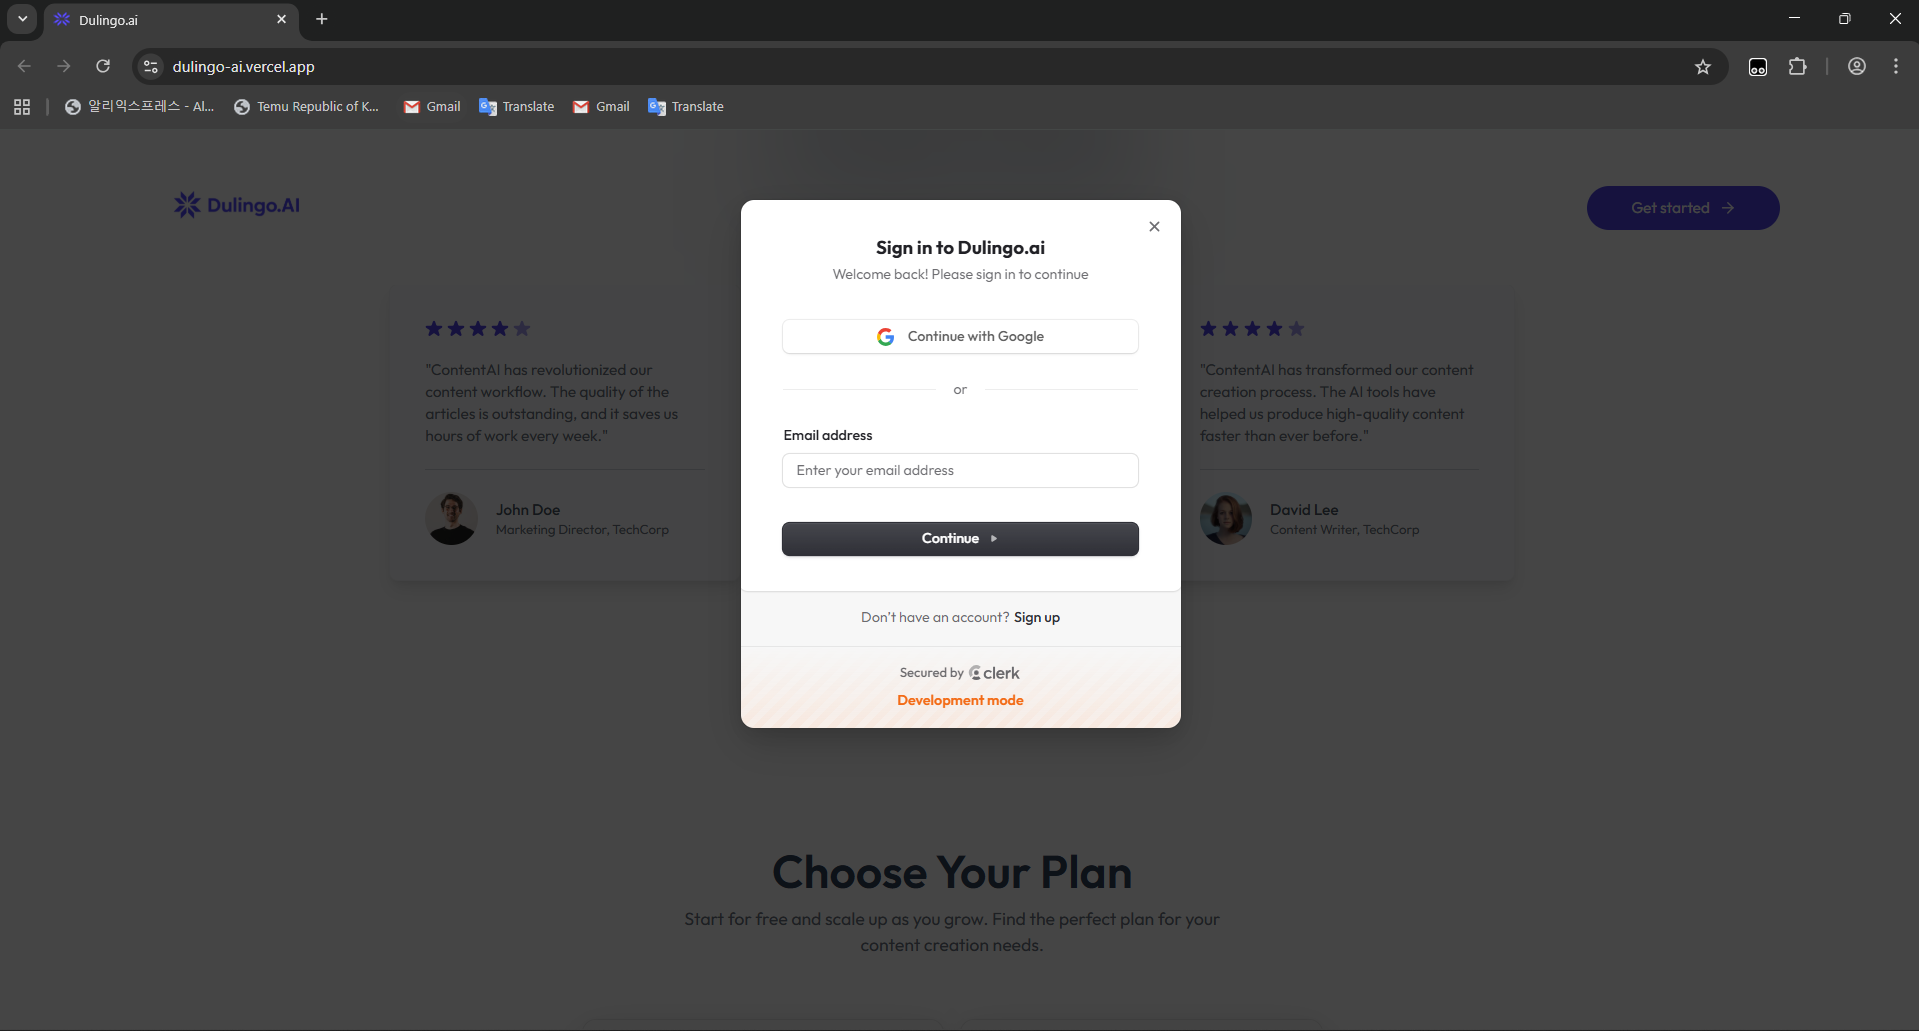 Dulingo.ai
dulingo-ai.vercel.app
알리익스프레스 - Al...
Temu Republic of K...
Gmail
Translate
Gmail
Translate
Dulingo.AI
Get started →
Sign in to Dulingo.ai
Welcome back! Please sign in to continue
Continue with Google
or
Email address
Enter your email address
Continue
Don't have an account? Sign up
Secured by clerk
Development mode
"ContentAI has revolutionized our
content workflow. The quality of the
articles is outstanding, and it saves us
hours of work every week."
John Doe
Marketing Director, TechCorp
"ContentAI has transformed our content
creation process. The AI tools have
helped us produce high-quality content
faster than ever before."
David Lee
Content Writer, TechCorp
Choose Your Plan
Start for free and scale up as you grow. Find the perfect plan for your
content creation needs.